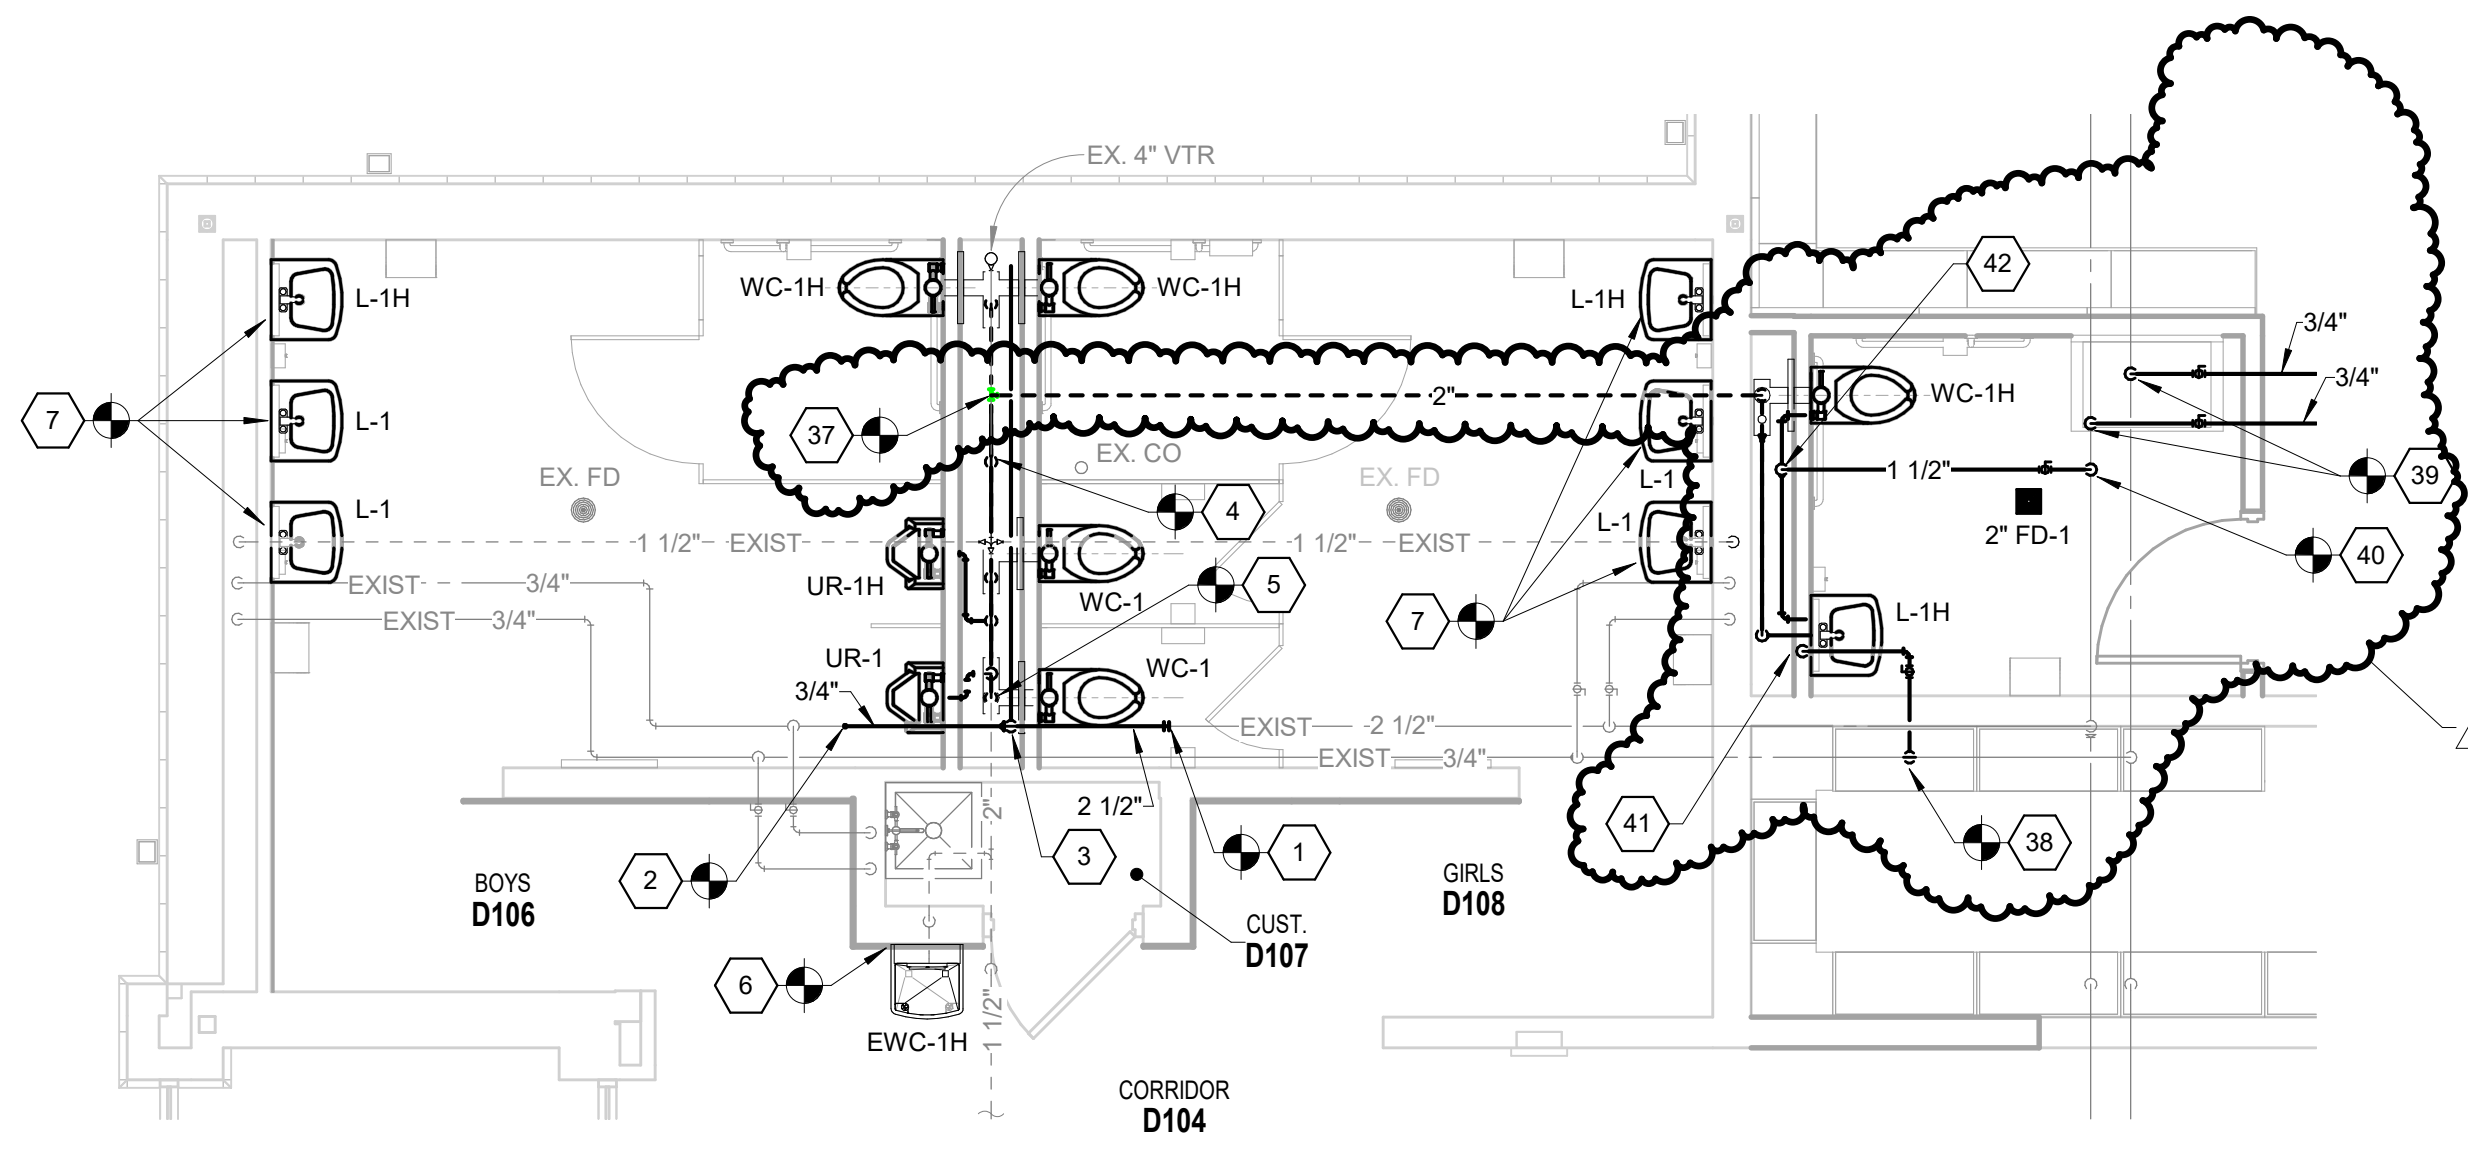 EX. 4" VTR
42
WC-1H
WC-1H
L-1H
L-1H
3/4"
3/4"
2"
WC-1H
7
L-1
37
EX. CO
EX. FD
EX. FD
L-1
1 1/2"
39
L-1
4
L-1
2" FD-1
1 1/2"
EXIST
1 1/2"
EXIST
40
EXIST
3/4"
UR-1H
5
WC-1
EXIST
3/4"
7
L-1H
UR-1
WC-1
3/4"
EXIST
2 1/2"
EXIST
3/4"
2"
2 1/2"
41
38
2
3
1
BOYS
D106
GIRLS
D108
CUST.
D107
6
1 1/2"
EWC-1H
CORRIDOR
D104